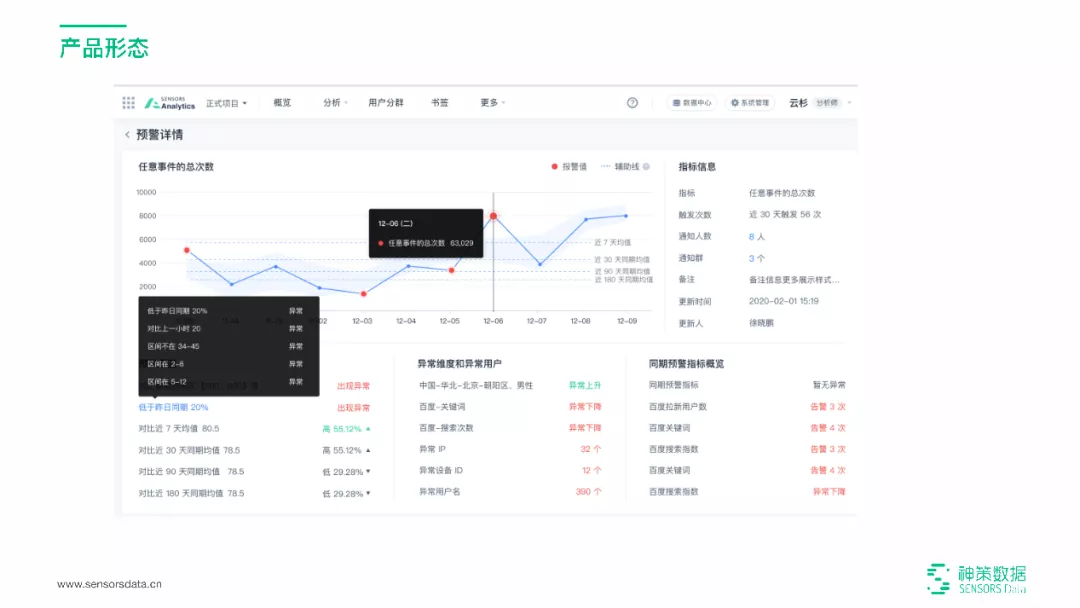 产品形态
SENSORS
Analytics 正式项目 概览 分析 用户分群 书签 更多 ? 数据中心 系统管理 云杉 分析师
预警详情
任意事件的总次数
报警值 辅助线
10000
8000
6000
4000
2000
12-06 (二)
任意事件的总次数 63,029
近 7 天均值
近 30 天同期均值
近 90 天同期均值
近 180 天同期均值
02 12-03 12-04 12-05 12-06 12-07 12-08 12-09
指标信息
指标 任意事件的总次数
触发次数 近 30 天触发 56 次
通知人数 8 人
通知群 3 个
备注 备注信息更多展示样式...
更新时间 2020-02-01 15:19
更新人 徐晓鹏
低于昨日同期 20% 异常
对比上一小时 20 异常
区间不在 34-45 异常
区间在 2-6 异常
区间在 5-12 异常
出现异常
低于昨日同期 20% 出现异常
对比近 7 天均值 80.5 高 55.12%
对比近 30 天同期均值 78.5 高 55.12%
对比近 90 天同期均值 78.5 低 29.28%
对比近 180 天同期均值 78.5 低 29.28%
异常维度和异常用户
中国-华北-北京-朝阳区、男性 异常上升
百度-关键词 异常下降
百度-搜索次数 异常下降
异常 IP 32 个
异常设备 ID 12 个
异常用户名 390 个
同期预警指标概览
同期预警指标 暂无异常
百度拉新用户数 告警 3 次
百度关键词 告警 4 次
百度搜索指数 告警 3 次
百度关键词 告警 4 次
百度搜索指数 异常下降
www.sensorsdata.cn
神策数据
SENSORS Data